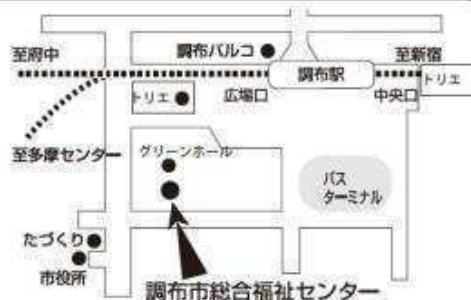 調布パルコ
至府中
調布駅
至新宿
トリエ
トリエ
広場口
中央口
至多摩センター
グリーンホール
バス
ターミナル
たづくり
市役所
調布市総合福祉センター